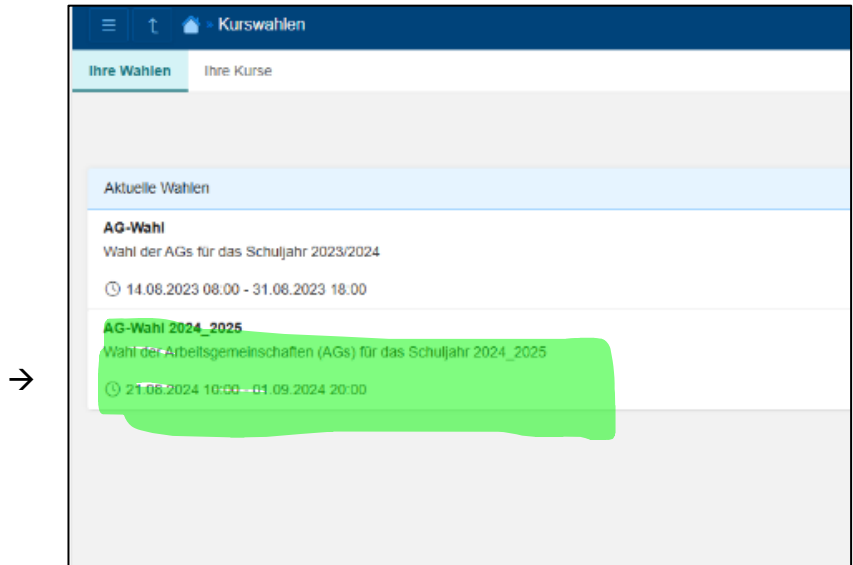 Kurswahlen
Ihre Wahlen Ihre Kurse
Aktuelle Wahlen
AG-Wahl
Wahl der AGs für das Schuljahr 2023/2024
14.08.2023 08:00 - 31.08.2023 18:00
AG-Wahl 2024_2025
Wahl der Arbeitsgemeinschaften (AGs) für das Schuljahr 2024_2025
→
21.08.2024 10:00 - 01.09.2024 20:00